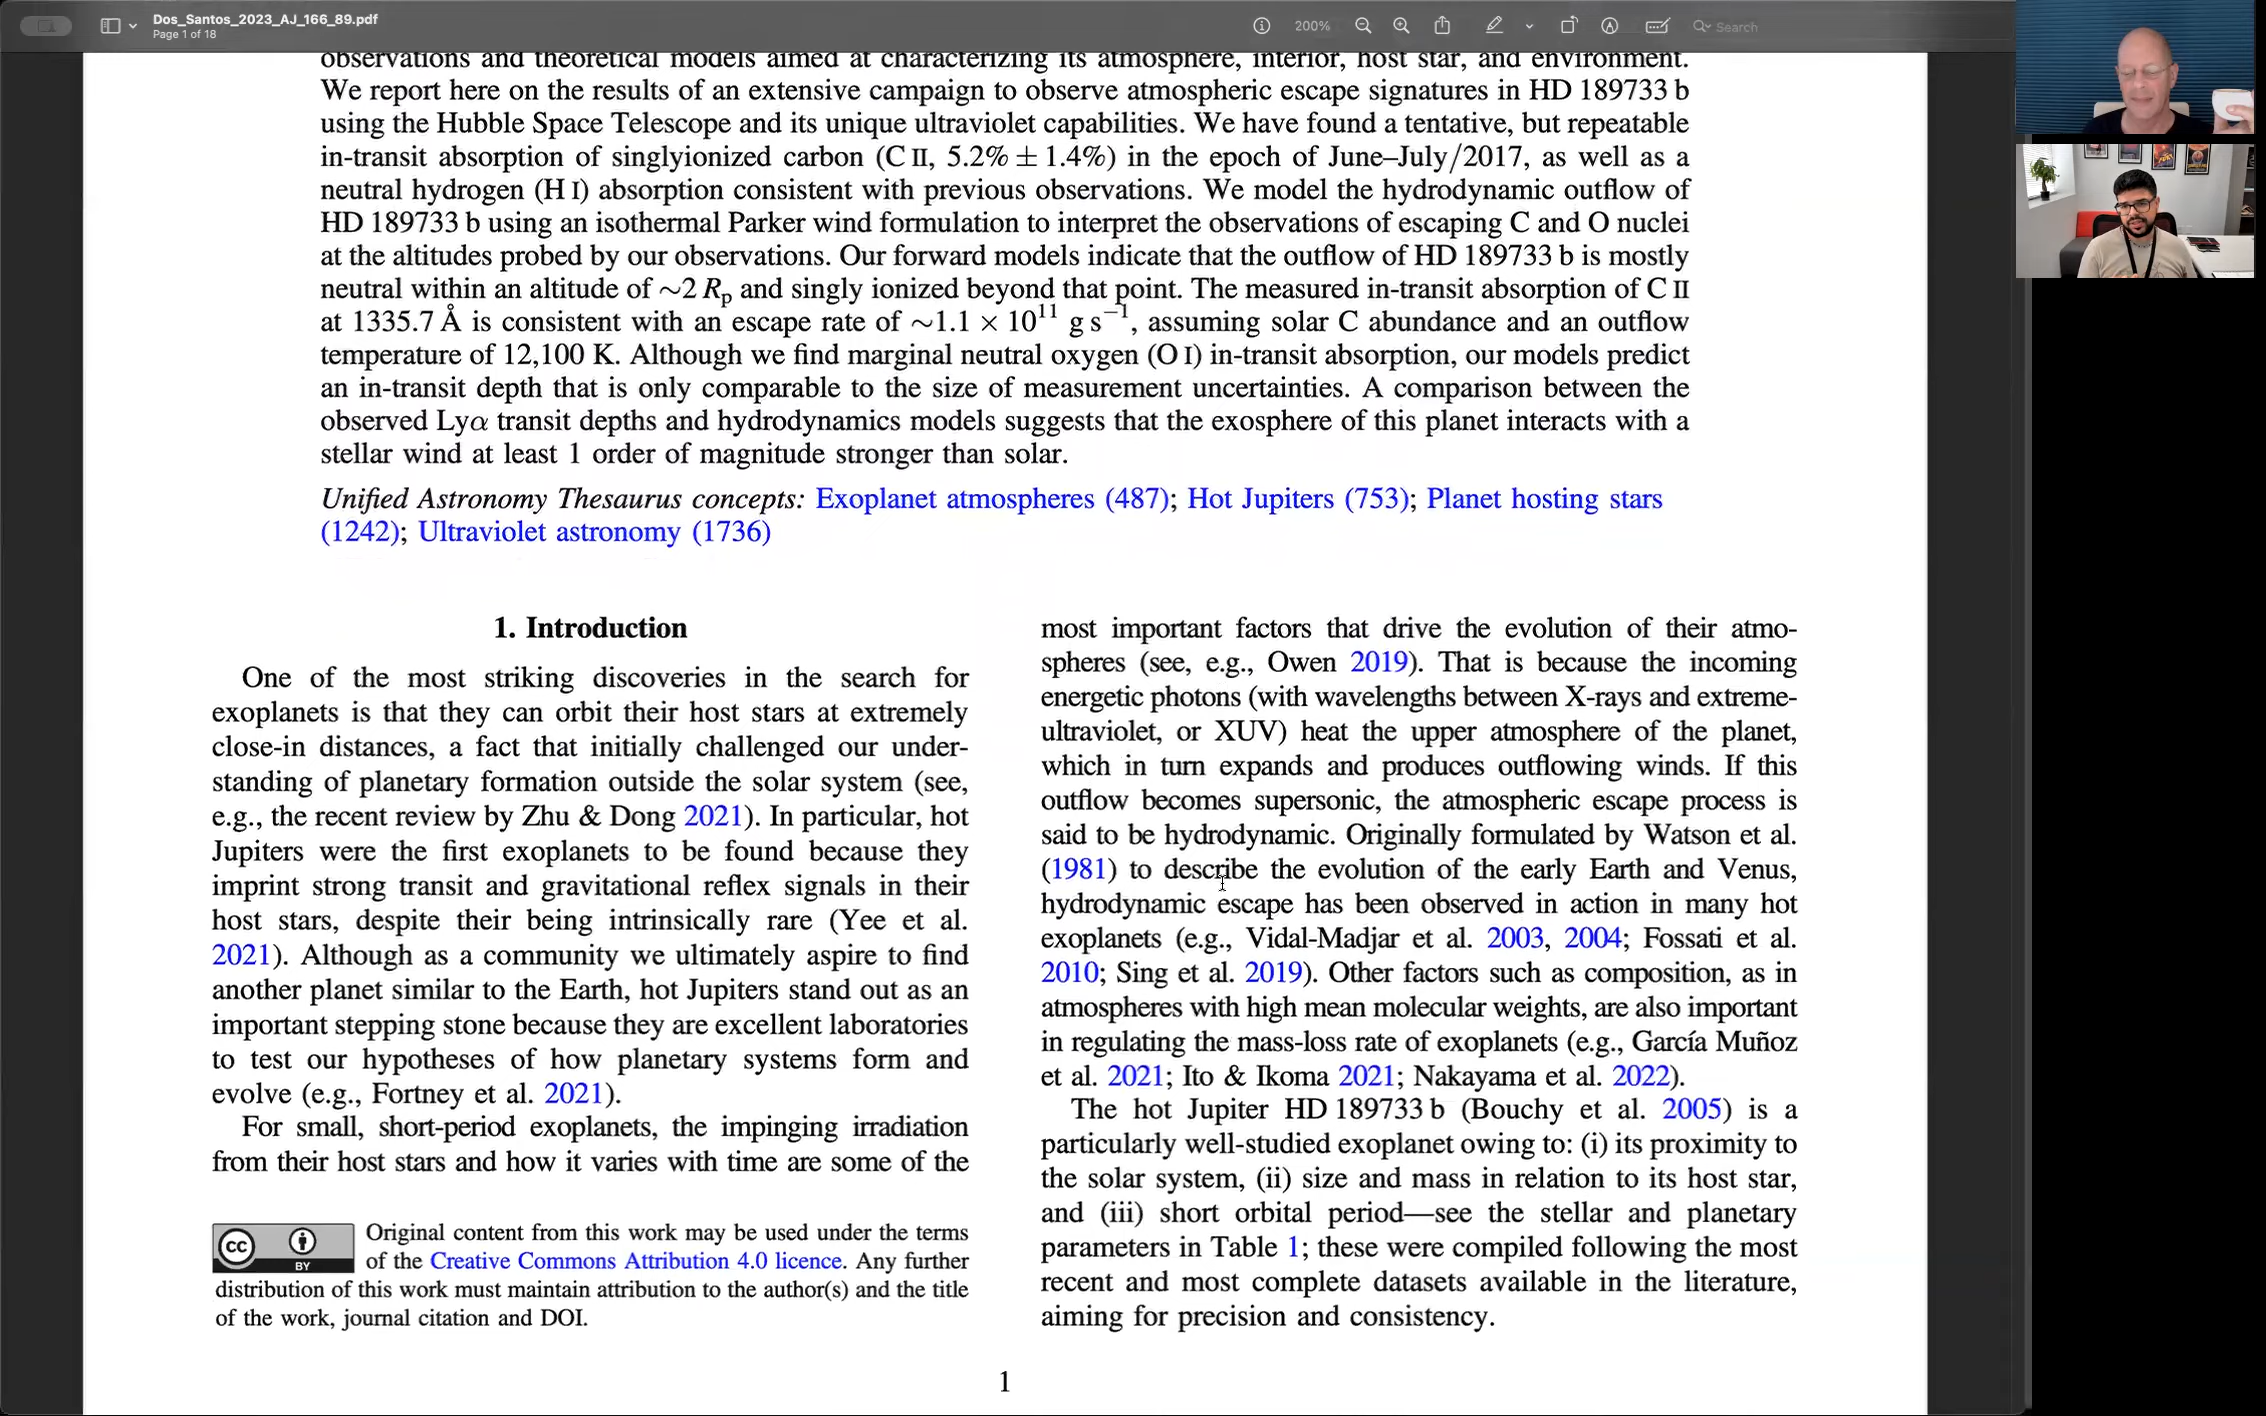 Dos_Santos_2023_AJ_166_89.pdf
Page 1 of 18
200%
Search
observations and theoretical models aimed at characterizing its atmosphere, interior, host star, and environment.
We report here on the results of an extensive campaign to observe atmospheric escape signatures in HD 189733 b
using the Hubble Space Telescope and its unique ultraviolet capabilities. We have found a tentative, but repeatable
in-transit absorption of singlyionized carbon (C II, 5.2% ± 1.4%) in the epoch of June–July/2017, as well as a
neutral hydrogen (H I) absorption consistent with previous observations. We model the hydrodynamic outflow of
HD 189733 b using an isothermal Parker wind formulation to interpret the observations of escaping C and O nuclei
at the altitudes probed by our observations. Our forward models indicate that the outflow of HD 189733 b is mostly
neutral within an altitude of ∼2 Rp and singly ionized beyond that point. The measured in-transit absorption of C II
at 1335.7 Å is consistent with an escape rate of ∼1.1 × 10¹¹ g s⁻¹, assuming solar C abundance and an outflow
temperature of 12,100 K. Although we find marginal neutral oxygen (O I) in-transit absorption, our models predict
an in-transit depth that is only comparable to the size of measurement uncertainties. A comparison between the
observed Lyα transit depths and hydrodynamics models suggests that the exosphere of this planet interacts with a
stellar wind at least 1 order of magnitude stronger than solar.
Unified Astronomy Thesaurus concepts: Exoplanet atmospheres (487); Hot Jupiters (753); Planet hosting stars
(1242); Ultraviolet astronomy (1736)
1. Introduction
One of the most striking discoveries in the search for
exoplanets is that they can orbit their host stars at extremely
close-in distances, a fact that initially challenged our under-
standing of planetary formation outside the solar system (see,
e.g., the recent review by Zhu & Dong 2021). In particular, hot
Jupiters were the first exoplanets to be found because they
imprint strong transit and gravitational reflex signals in their
host stars, despite their being intrinsically rare (Yee et al.
2021). Although as a community we ultimately aspire to find
another planet similar to the Earth, hot Jupiters stand out as an
important stepping stone because they are excellent laboratories
to test our hypotheses of how planetary systems form and
evolve (e.g., Fortney et al. 2021).
For small, short-period exoplanets, the impinging irradiation
from their host stars and how it varies with time are some of the
cc BY
Original content from this work may be used under the terms
of the Creative Commons Attribution 4.0 licence. Any further
distribution of this work must maintain attribution to the author(s) and the title
of the work, journal citation and DOI.
most important factors that drive the evolution of their atmo-
spheres (see, e.g., Owen 2019). That is because the incoming
energetic photons (with wavelengths between X-rays and extreme-
ultraviolet, or XUV) heat the upper atmosphere of the planet,
which in turn expands and produces outflowing winds. If this
outflow becomes supersonic, the atmospheric escape process is
said to be hydrodynamic. Originally formulated by Watson et al.
(1981) to describe the evolution of the early Earth and Venus,
hydrodynamic escape has been observed in action in many hot
exoplanets (e.g., Vidal-Madjar et al. 2003, 2004; Fossati et al.
2010; Sing et al. 2019). Other factors such as composition, as in
atmospheres with high mean molecular weights, are also important
in regulating the mass-loss rate of exoplanets (e.g., García Muñoz
et al. 2021; Ito & Ikoma 2021; Nakayama et al. 2022).
The hot Jupiter HD 189733 b (Bouchy et al. 2005) is a
particularly well-studied exoplanet owing to: (i) its proximity to
the solar system, (ii) size and mass in relation to its host star,
and (iii) short orbital period—see the stellar and planetary
parameters in Table 1; these were compiled following the most
recent and most complete datasets available in the literature,
aiming for precision and consistency.
1